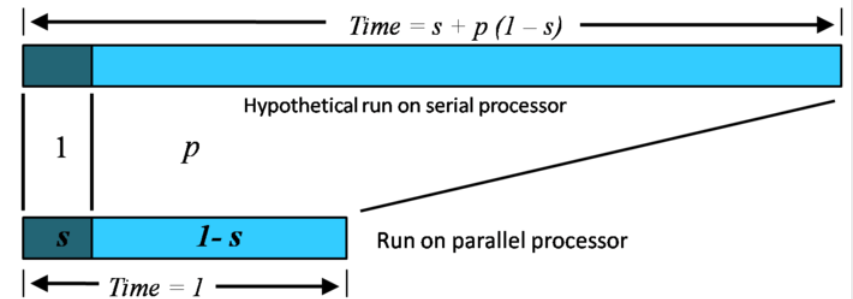 Time = s + p (1 – s)
Hypothetical run on serial processor
1 p
s 1- s Run on parallel processor
Time = 1